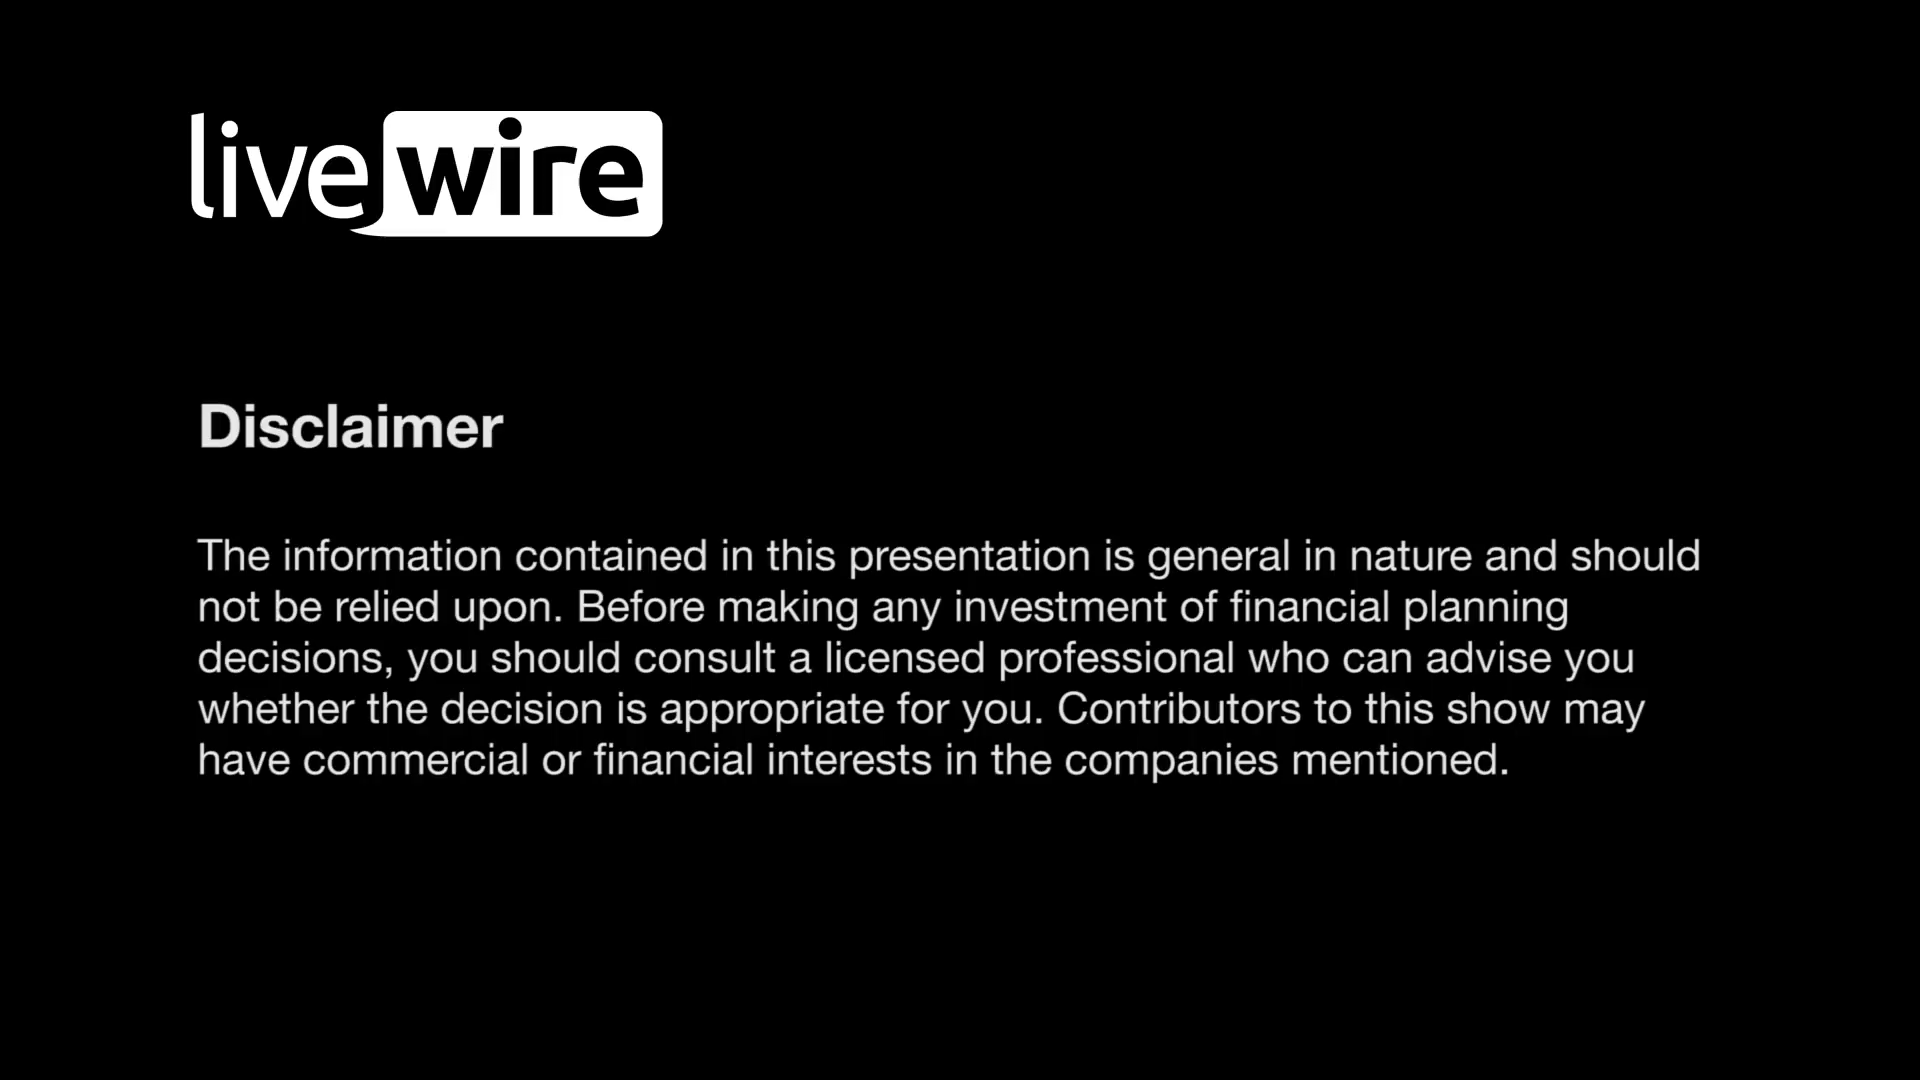 livewire
Disclaimer
The information contained in this presentation is general in nature and should
not be relied upon. Before making any investment of financial planning
decisions, you should consult a licensed professional who can advise you
whether the decision is appropriate for you. Contributors to this show may
have commercial or financial interests in the companies mentioned.